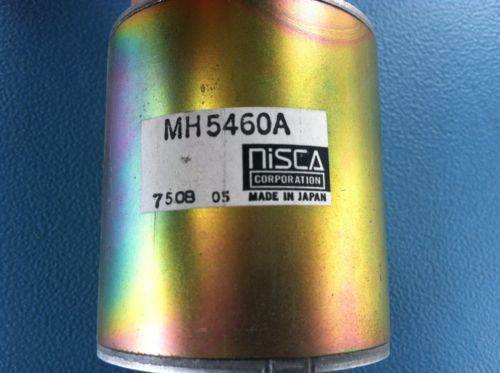 MH5460A
nisca
CORPORATION
7508 05 MADE IN JAPAN